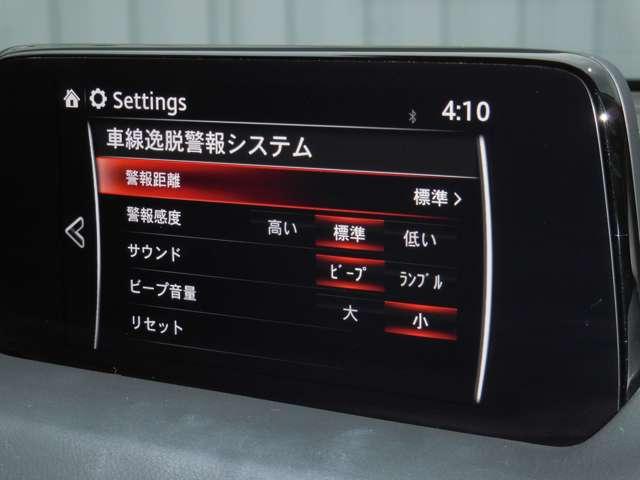 Settings 4:10
車線逸脱警報システム
警報距離 標準 >
警報感度 高い 標準 低い
サウンド ﾋﾞｰﾌﾟ ﾗﾝﾌﾞﾙ
ビープ音量 大 小
リセット